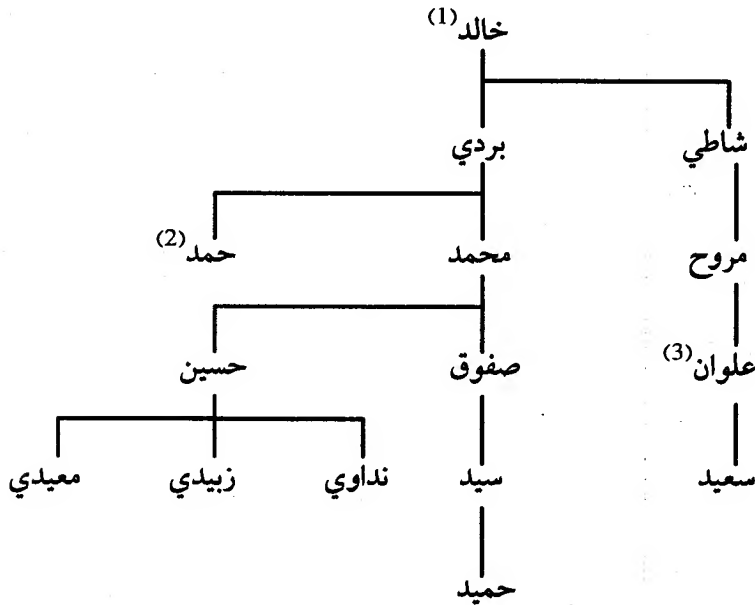 خالد (1)
شاطي بردي
مروح محمد حمد (2)
علوان (3) صفوق حسين
سعيد سيد نداوي زبيدي معيدي
حميد